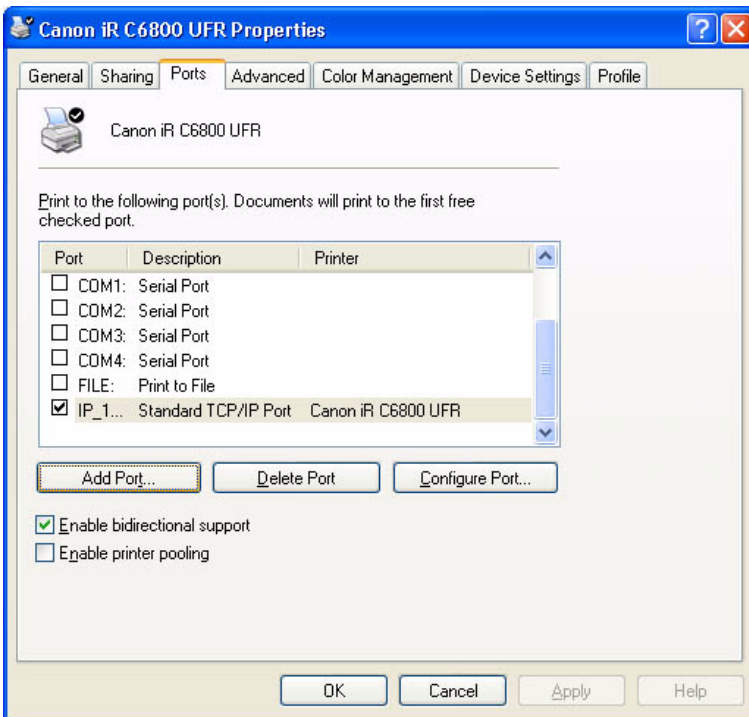 Canon iR C6800 UFR Properties
General Sharing Ports Advanced Color Management Device Settings Profile
Canon iR C6800 UFR
Print to the following port(s). Documents will print to the first free
checked port.
Port Description Printer
COM1: Serial Port
COM2: Serial Port
COM3: Serial Port
COM4: Serial Port
FILE: Print to File
IP_1... Standard TCP/IP Port Canon iR C6800 UFR
Add Port... Delete Port Configure Port...
Enable bidirectional support
Enable printer pooling
OK Cancel Apply Help